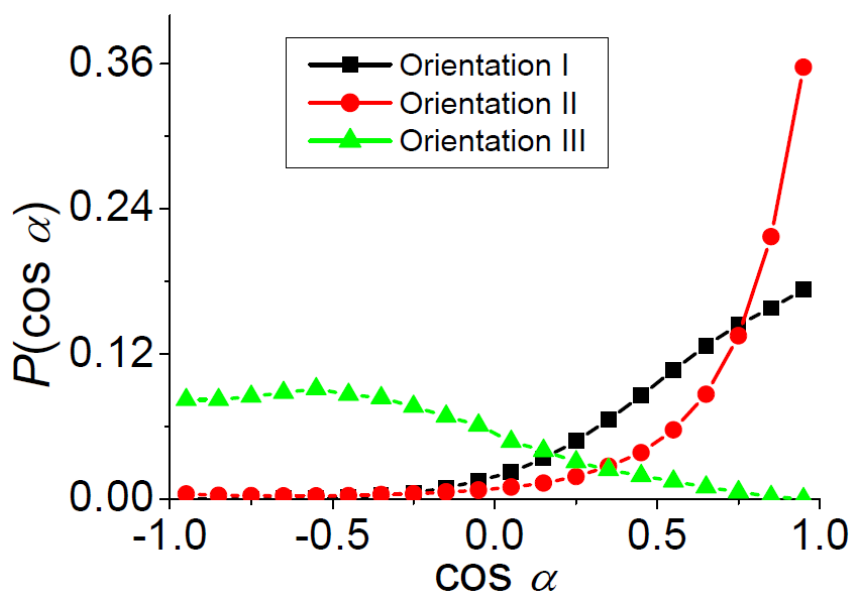 0.36
0.24
0.12
0.00
P(cos α)
Orientation I
Orientation II
Orientation III
-1.0 -0.5 0.0 0.5 1.0
cos α